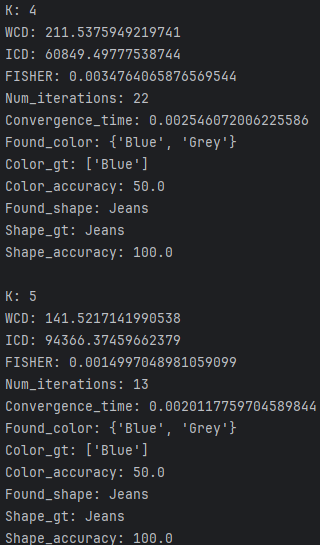 K: 4
WCD: 211.5375949219741
ICD: 60849.49777538744
FISHER: 0.0034764065876569544
Num_iterations: 22
Convergence_time: 0.002546072006225586
Found_color: {'Blue', 'Grey'}
Color_gt: ['Blue']
Color_accuracy: 50.0
Found_shape: Jeans
Shape_gt: Jeans
Shape_accuracy: 100.0

K: 5
WCD: 141.5217141990538
ICD: 94366.37459662379
FISHER: 0.0014997048981059099
Num_iterations: 13
Convergence_time: 0.0020117759704589844
Found_color: {'Blue', 'Grey'}
Color_gt: ['Blue']
Color_accuracy: 50.0
Found_shape: Jeans
Shape_gt: Jeans
Shape_accuracy: 100.0